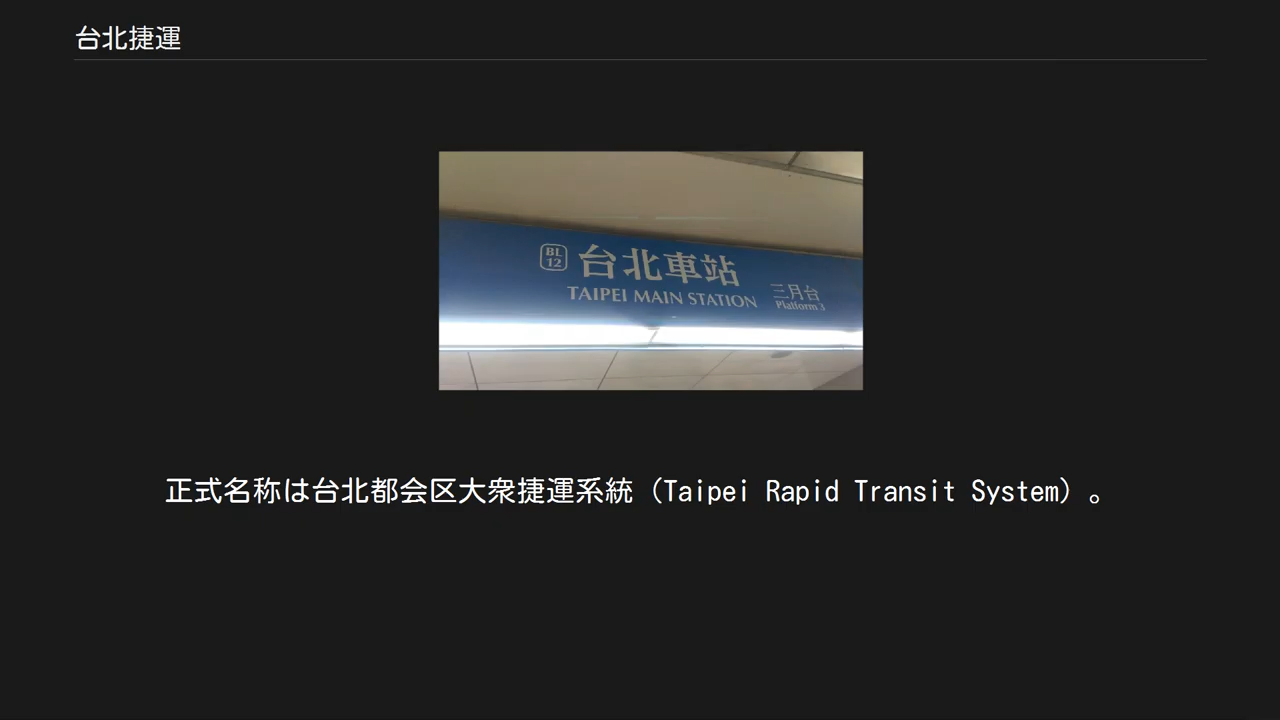 台北捷運
BL
12
台北車站
TAIPEI MAIN STATION
三月台
Platform 3
正式名称は台北都会区大衆捷運系統（Taipei Rapid Transit System）。